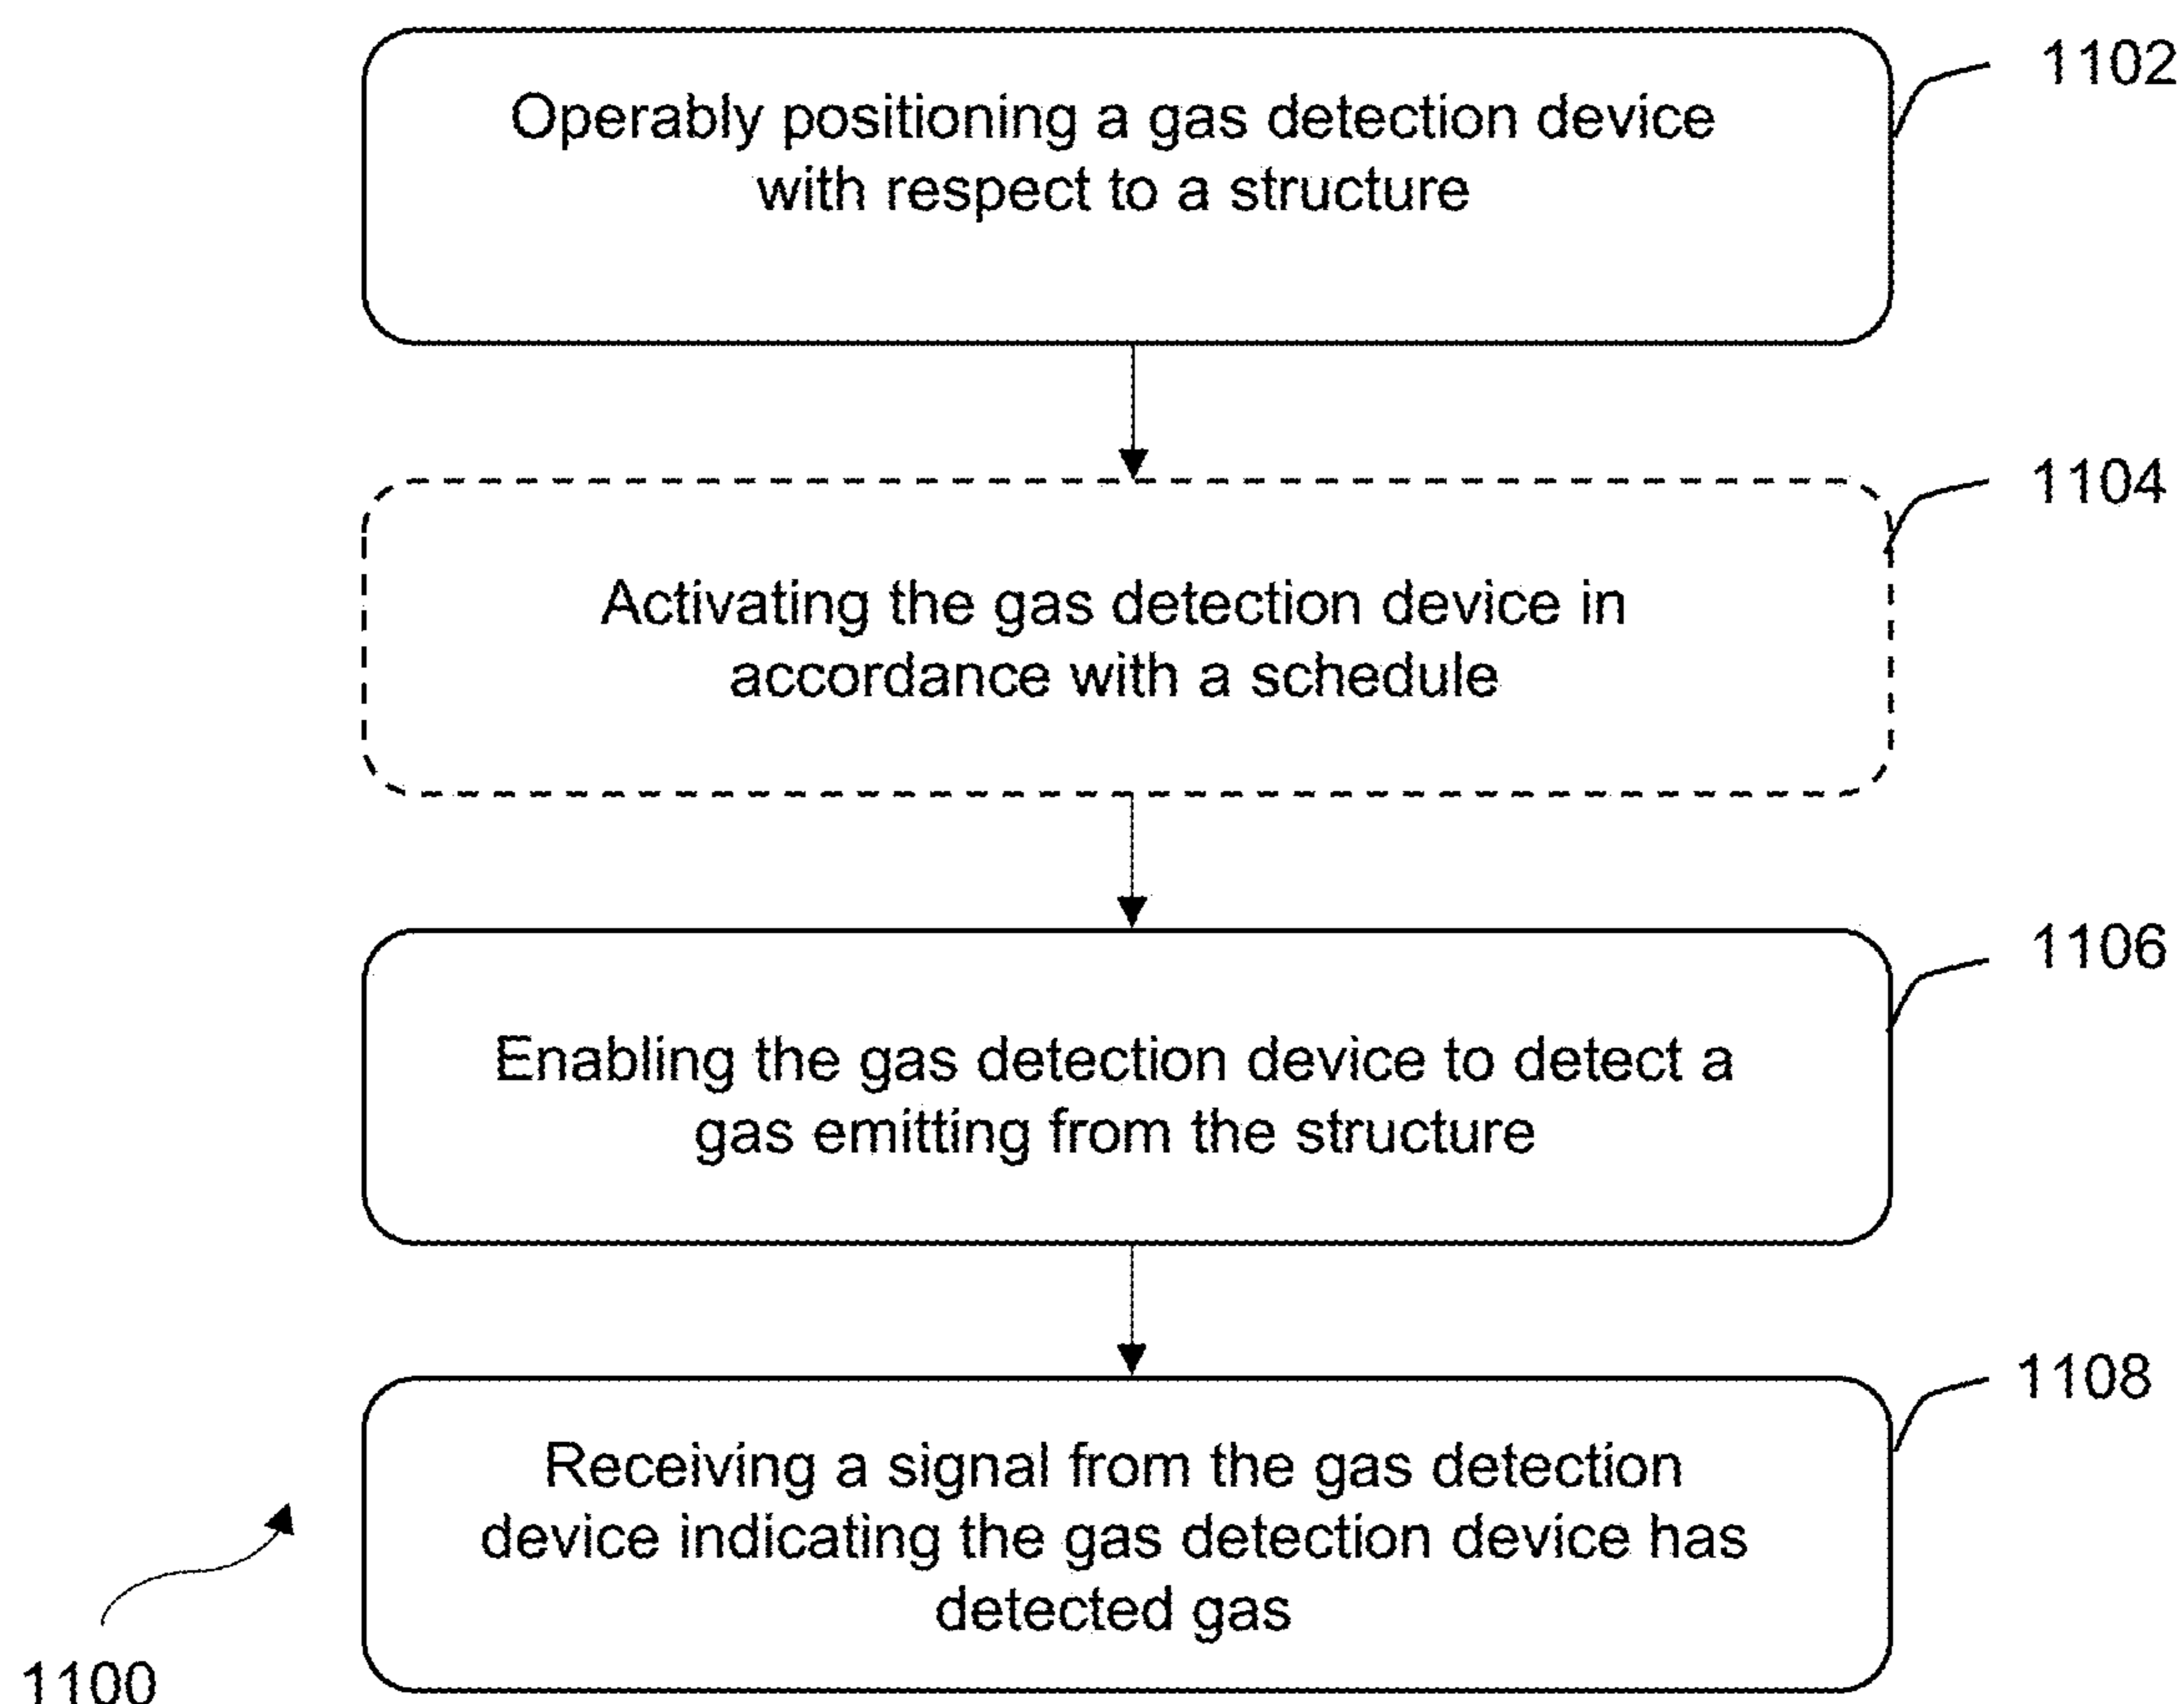 Operably positioning a gas detection device
with respect to a structure
1102
Activating the gas detection device in
accordance with a schedule
1104
Enabling the gas detection device to detect a
gas emitting from the structure
1106
Receiving a signal from the gas detection
device indicating the gas detection device has
detected gas
1108
1100